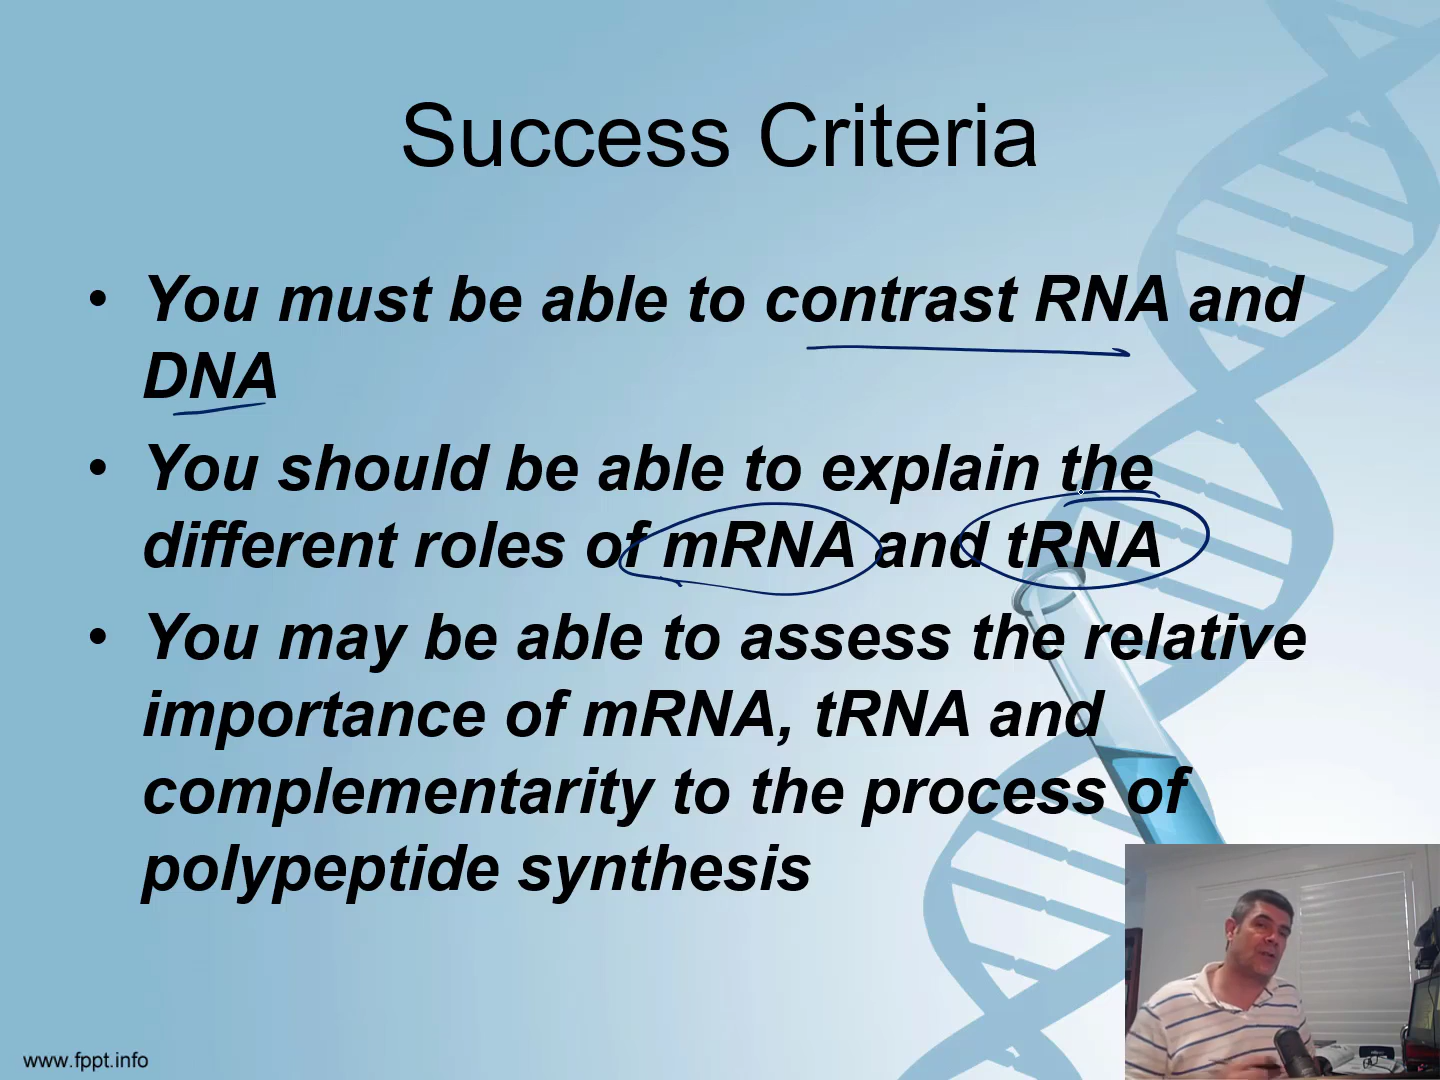 Success Criteria
• You must be able to contrast RNA and
DNA
• You should be able to explain the
different roles of mRNA and tRNA
• You may be able to assess the relative
importance of mRNA, tRNA and
complementarity to the process of
polypeptide synthesis
www.fppt.info